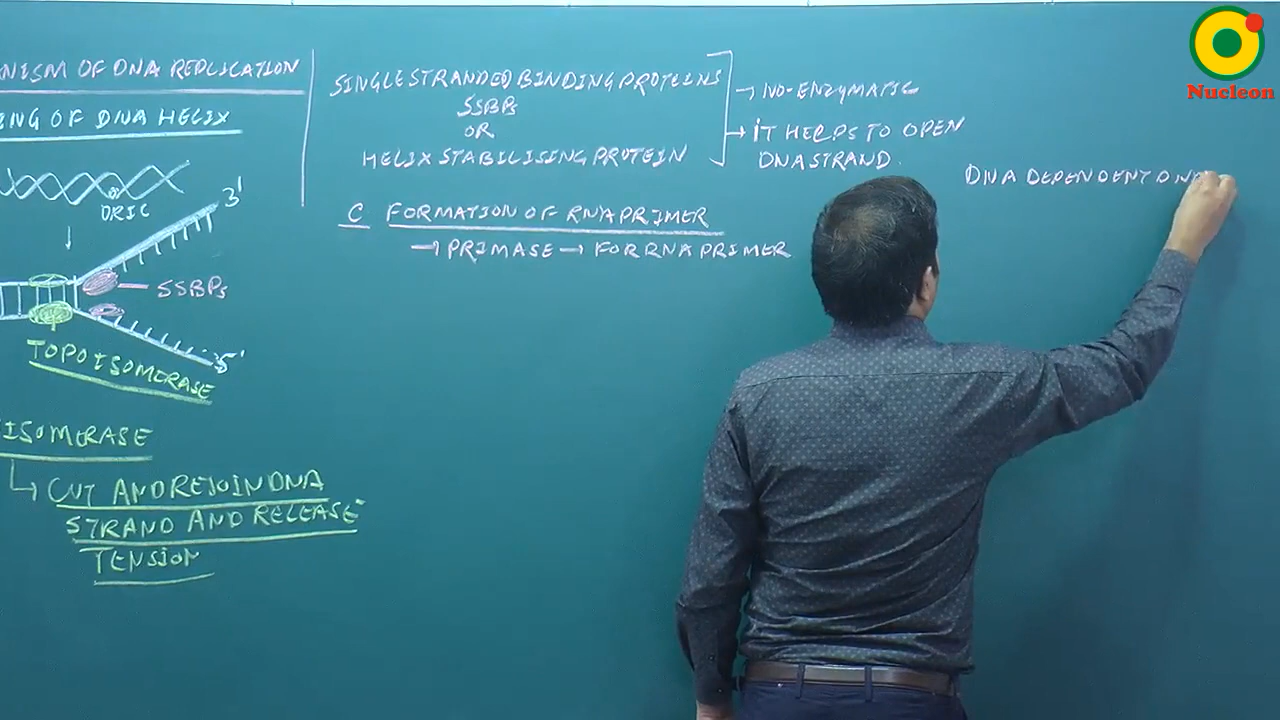 NISM OF DNA REPLICATION
ING OF DNA HELIX
ORIC
3'
SSBPs
5'
TOPOISOMERASE
ISOMERASE
CUT AND REJOIN DNA
STRAND AND RELEASE
TENSION
SINGLE STRANDED BINDING PROTEINS
SSBPs
OR
HELIX STABILISING PROTEIN
→ NO-ENZYMATIC
→ IT HELPS TO OPEN
DNA STRAND.
C FORMATION OF RNA PRIMER
→ PRIMASE → FOR RNA PRIMER
DNA DEPENDENT DNA
Nucleon